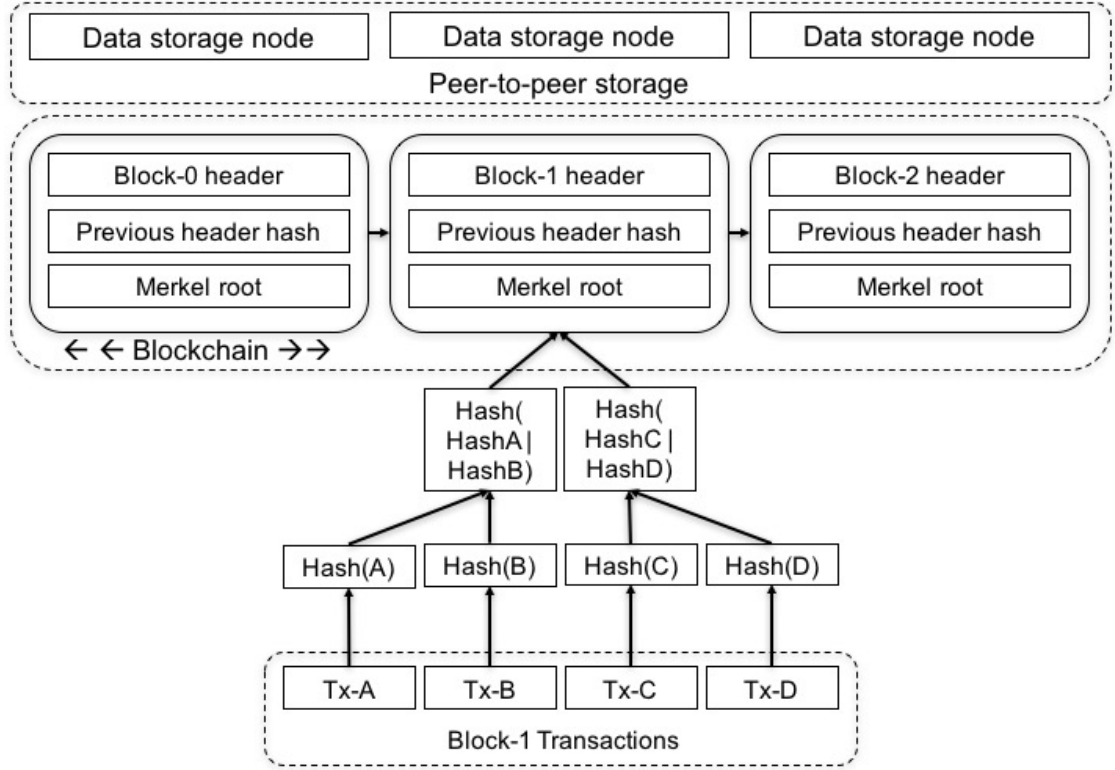 Data storage node
Data storage node
Data storage node
Peer-to-peer storage
Block-0 header
Block-1 header
Block-2 header
Previous header hash
Previous header hash
Previous header hash
Merkel root
Merkel root
Merkel root
← ← Blockchain → →
Hash(
HashA |
HashB)
Hash(
HashC |
HashD)
Hash(A)
Hash(B)
Hash(C)
Hash(D)
Tx-A
Tx-B
Tx-C
Tx-D
Block-1 Transactions